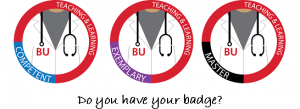 TEACHING & LEARNING
BU
COMPETENT
TEACHING & LEARNING
BU
EXEMPLARY
TEACHING & LEARNING
BU
MASTER
Do you have your badge?